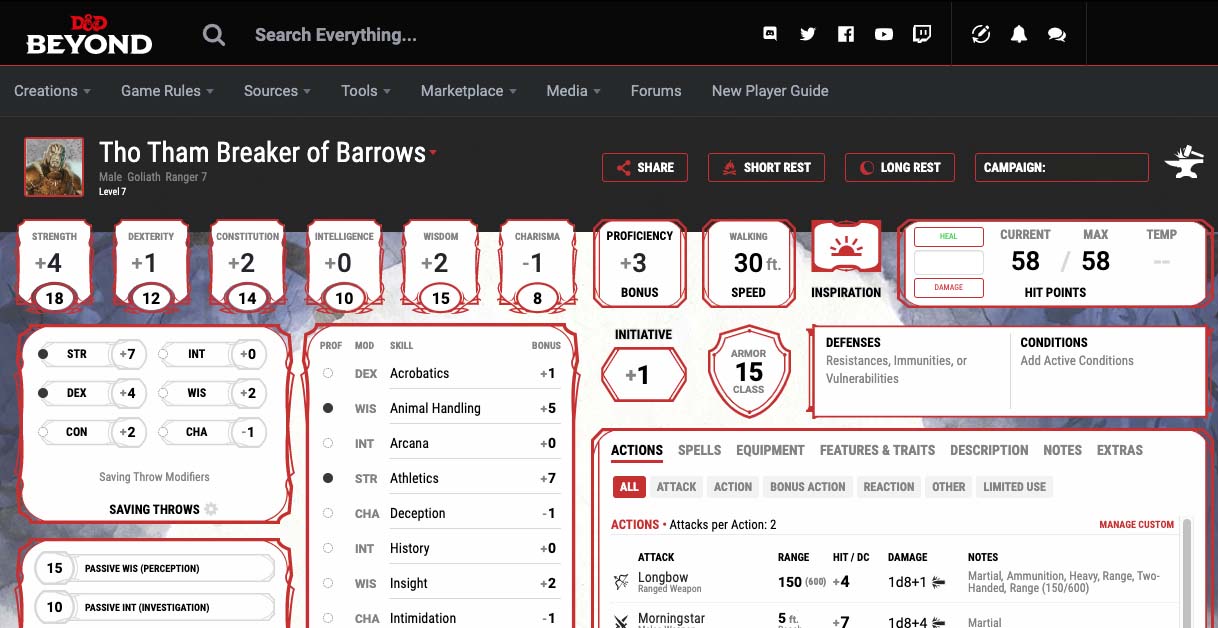 D&D
BEYOND
Search Everything...
Creations Game Rules Sources Tools Marketplace Media Forums New Player Guide
Tho Tham Breaker of Barrows
Male Goliath Ranger 7
Level 7
SHARE SHORT REST LONG REST CAMPAIGN:
STRENGTH
+4
18
DEXTERITY
+1
12
CONSTITUTION
+2
14
INTELLIGENCE
+0
10
WISDOM
+2
15
CHARISMA
-1
8
PROFICIENCY
+3
BONUS
WALKING
30 ft.
SPEED
INSPIRATION
HEAL
DAMAGE
CURRENT MAX TEMP
58 / 58 --
HIT POINTS
STR +7 INT +0
DEX +4 WIS +2
CON +2 CHA -1
Saving Throw Modifiers
SAVING THROWS
15 PASSIVE WIS (PERCEPTION)
10 PASSIVE INT (INVESTIGATION)
PROF MOD SKILL BONUS
DEX Acrobatics +1
WIS Animal Handling +5
INT Arcana +0
STR Athletics +7
CHA Deception -1
INT History +0
WIS Insight +2
CHA Intimidation -1
INITIATIVE
+1
ARMOR
15
CLASS
DEFENSES
Resistances, Immunities, or
Vulnerabilities
CONDITIONS
Add Active Conditions
ACTIONS SPELLS EQUIPMENT FEATURES & TRAITS DESCRIPTION NOTES EXTRAS
ALL ATTACK ACTION BONUS ACTION REACTION OTHER LIMITED USE
ACTIONS • Attacks per Action: 2 MANAGE CUSTOM
ATTACK RANGE HIT / DC DAMAGE NOTES
Longbow 150 (600) +4 1d8+1 Martial, Ammunition, Heavy, Range, Two-
Ranged Weapon Handed, Range (150/600)
Morningstar 5 ft. +7 1d8+4 Martial